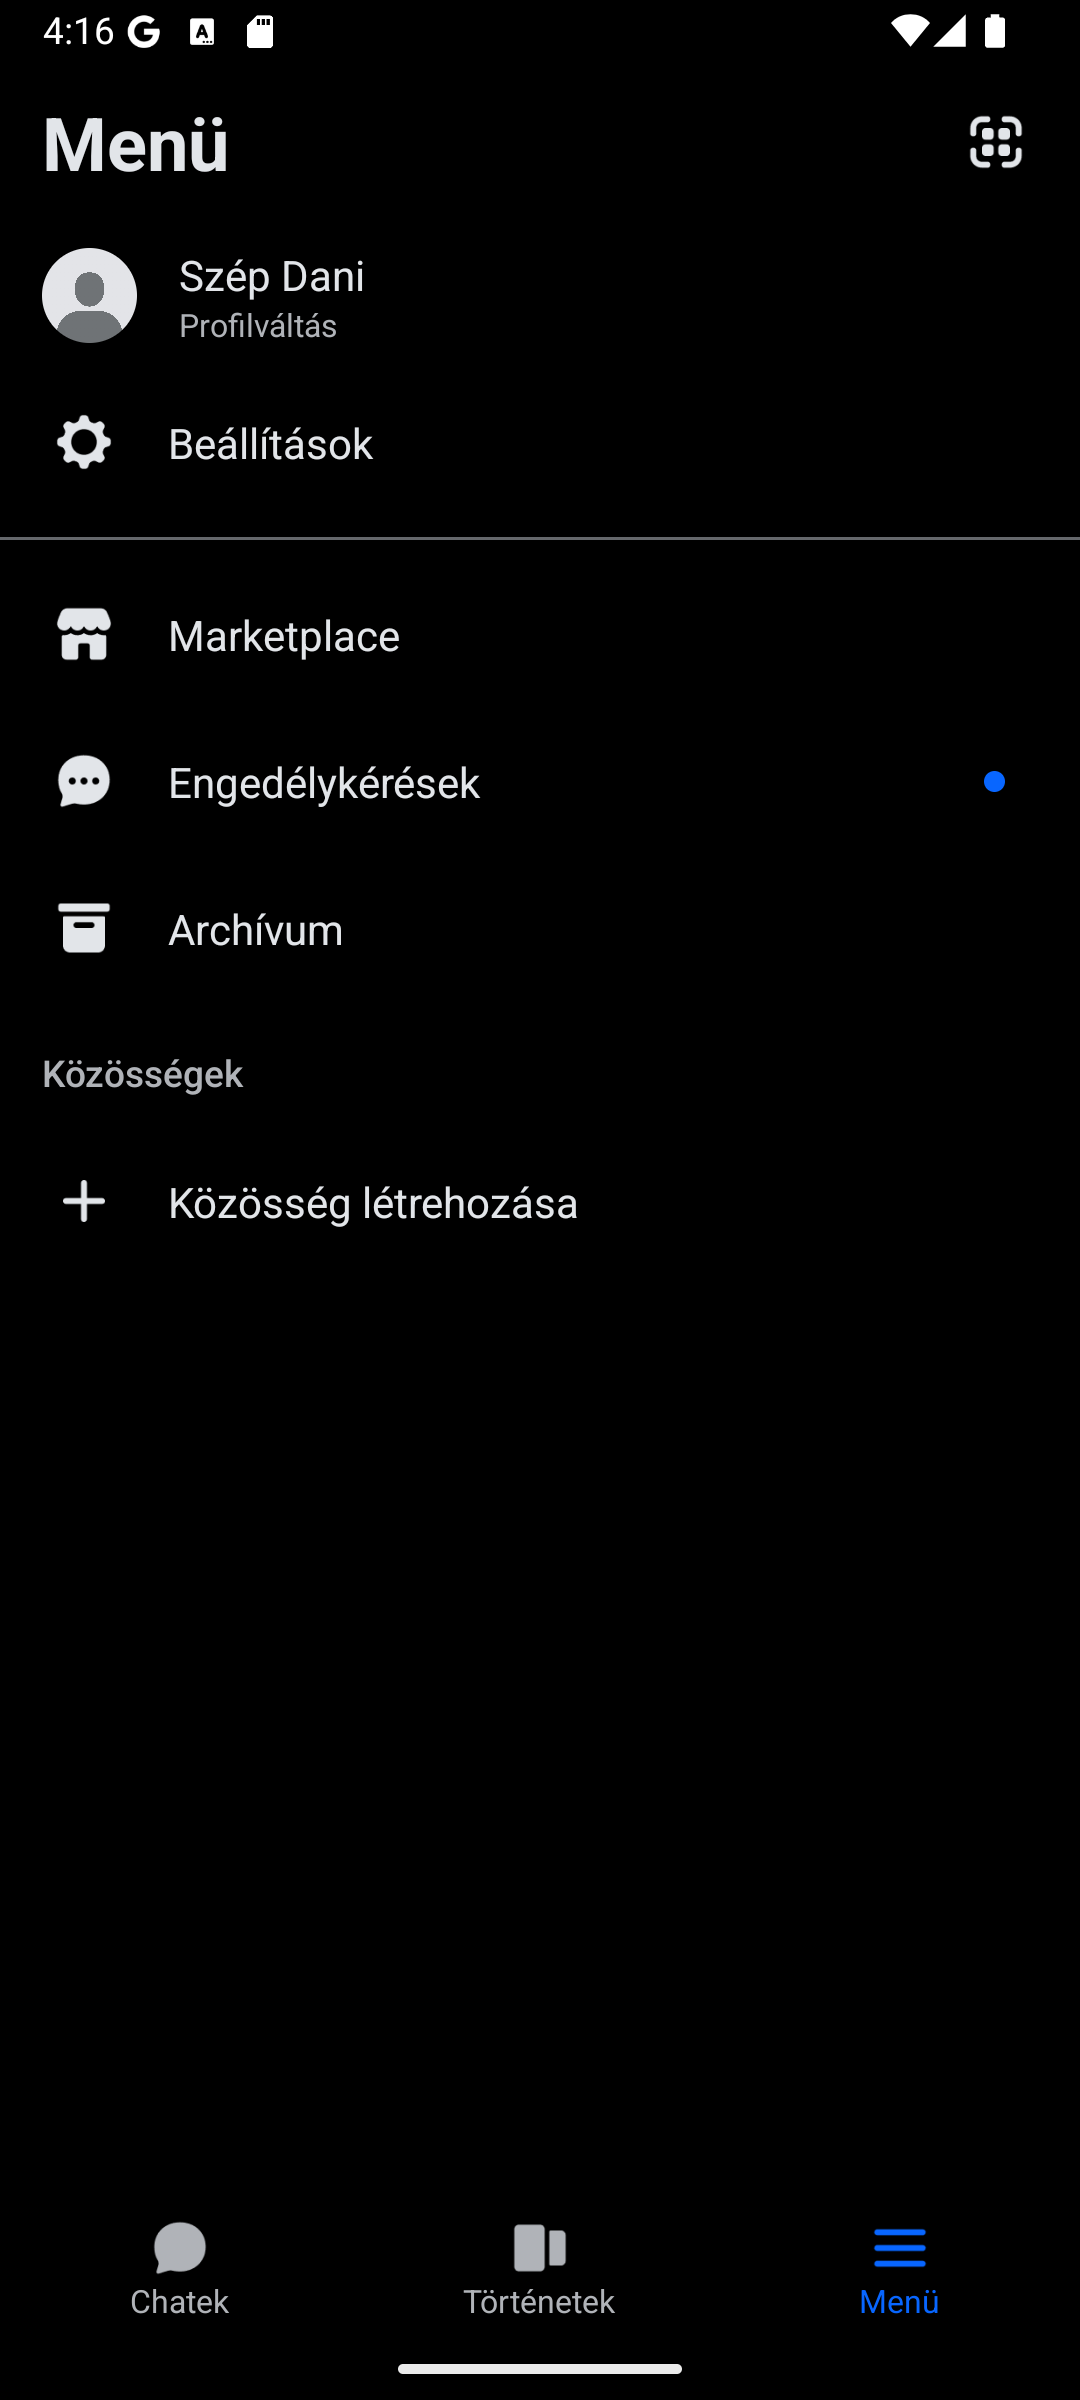 4:16
Menü
Szép Dani
Profilváltás
Beállítások
Marketplace
Engedélykérések
Archívum
Közösségek
Közösség létrehozása
Chatek
Történetek
Menü